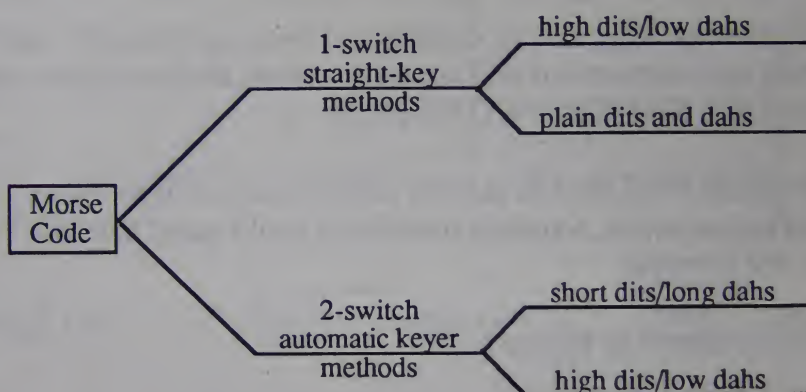 high dits/low dahs
1-switch
straight-key
methods
plain dits and dahs
Morse
Code
short dits/long dahs
2-switch
automatic keyer
methods
high dits/low dahs